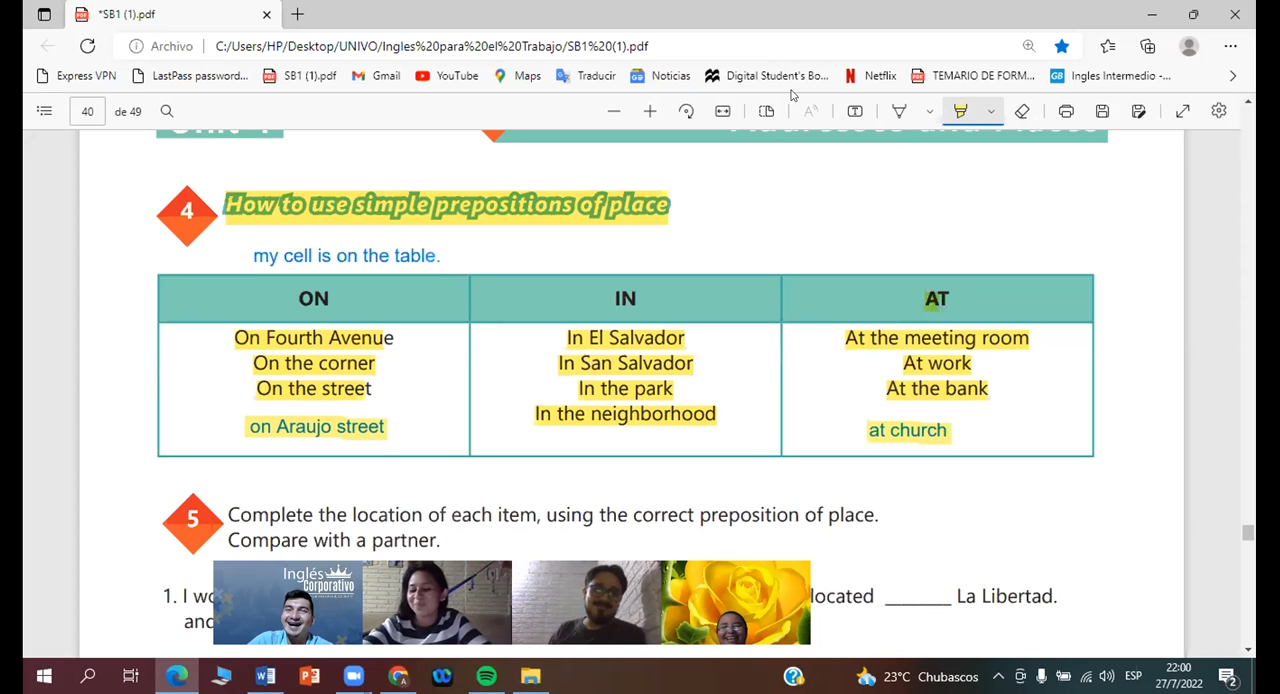 *SB1 (1).pdf
Archivo C:/Users/HP/Desktop/UNIVO/Ingles%20para%20el%20Trabajo/SB1%20(1).pdf
Express VPN LastPass password... SB1 (1).pdf Gmail YouTube Maps Traducir Noticias Digital Student's Bo... Netflix TEMARIO DE FORM... GB Ingles Intermedio -...
40 de 49
Unit 4 Addresses and Places
4 How to use simple prepositions of place
my cell is on the table.
ON IN AT
On Fourth Avenue In El Salvador At the meeting room
On the corner In San Salvador At work
On the street In the park At the bank
In the neighborhood
on Araujo street at church
5 Complete the location of each item, using the correct preposition of place.
Compare with a partner.
Inglés
Corporativo
1. I located _______ La Libertad.
23°C Chubascos ESP 22:00
27/7/2022 2